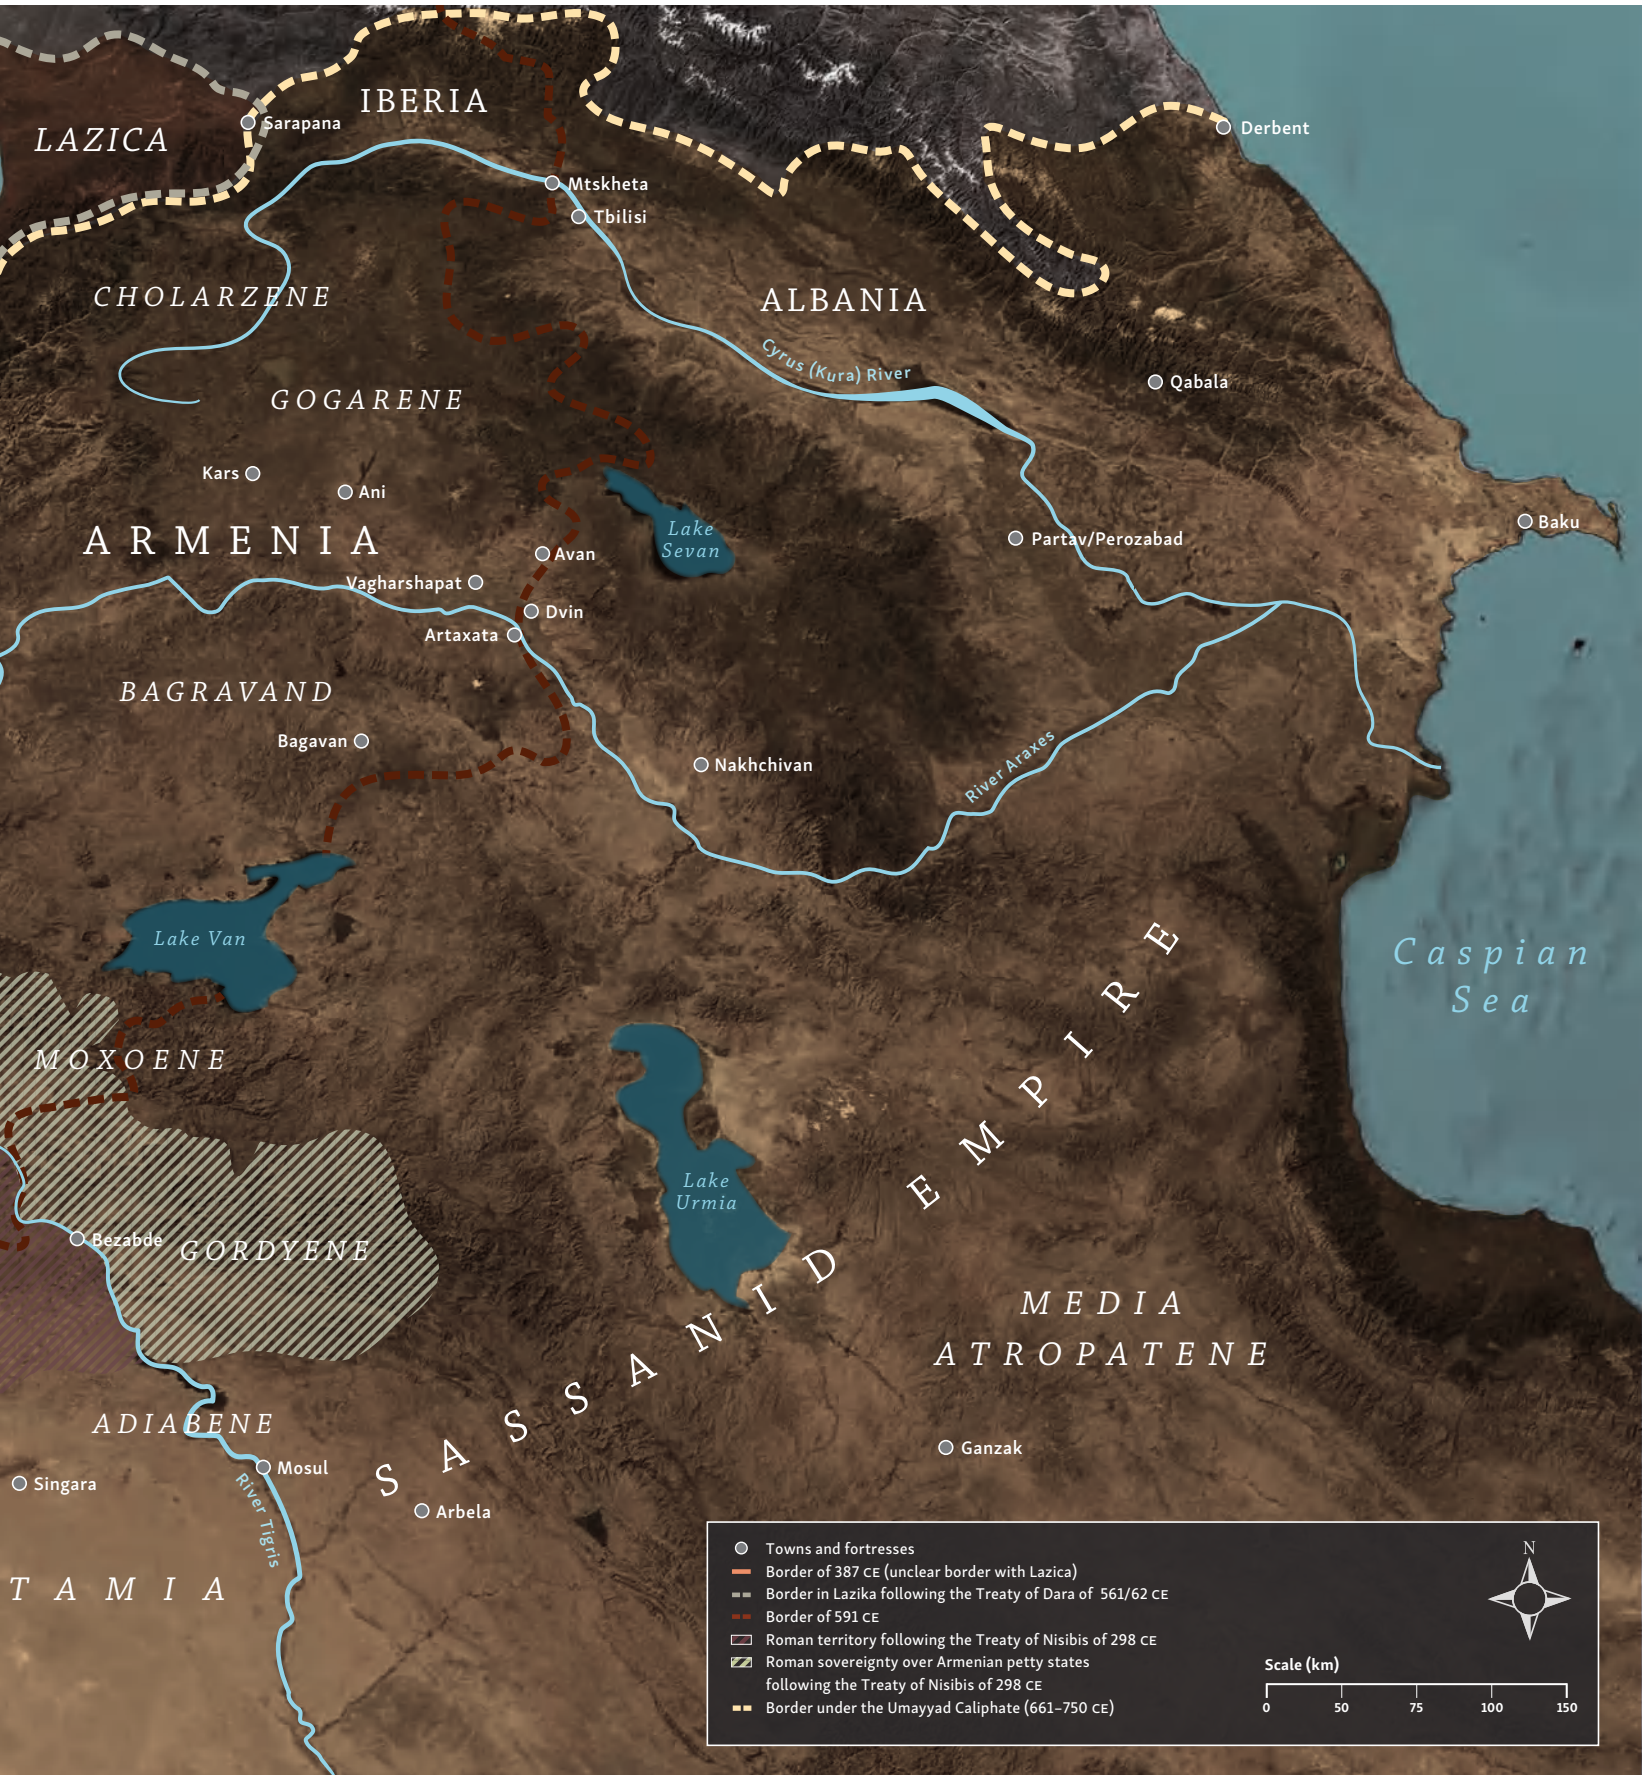 IBERIA
LAZICA
Sarapana
Derbent
Mtskheta
Tbilisi
CHOLARZENE
ALBANIA
Cyrus (Kura) River
Qabala
GOGARENE
Kars
Ani
Lake
Sevan
Baku
ARMENIA
Partav/Perozabad
Avan
Vagharshapat
Dvin
Artaxata
BAGRAVAND
Bagavan
Nakhchivan
River Araxes
Lake Van
Caspian
Sea
MOXOENE
Lake
Urmia
Bezabde
GORDYENE
SASSANID EMPIRE
MEDIA
ATROPATENE
ADIABENE
Ganzak
Mosul
Singara
River Tigris
Arbela
TAMIA
Towns and fortresses
Border of 387 CE (unclear border with Lazica)
Border in Lazika following the Treaty of Dara of 561/62 CE
Border of 591 CE
Roman territory following the Treaty of Nisibis of 298 CE
Roman sovereignty over Armenian petty states
following the Treaty of Nisibis of 298 CE
Border under the Umayyad Caliphate (661–750 CE)
N
Scale (km)
0 50 75 100 150